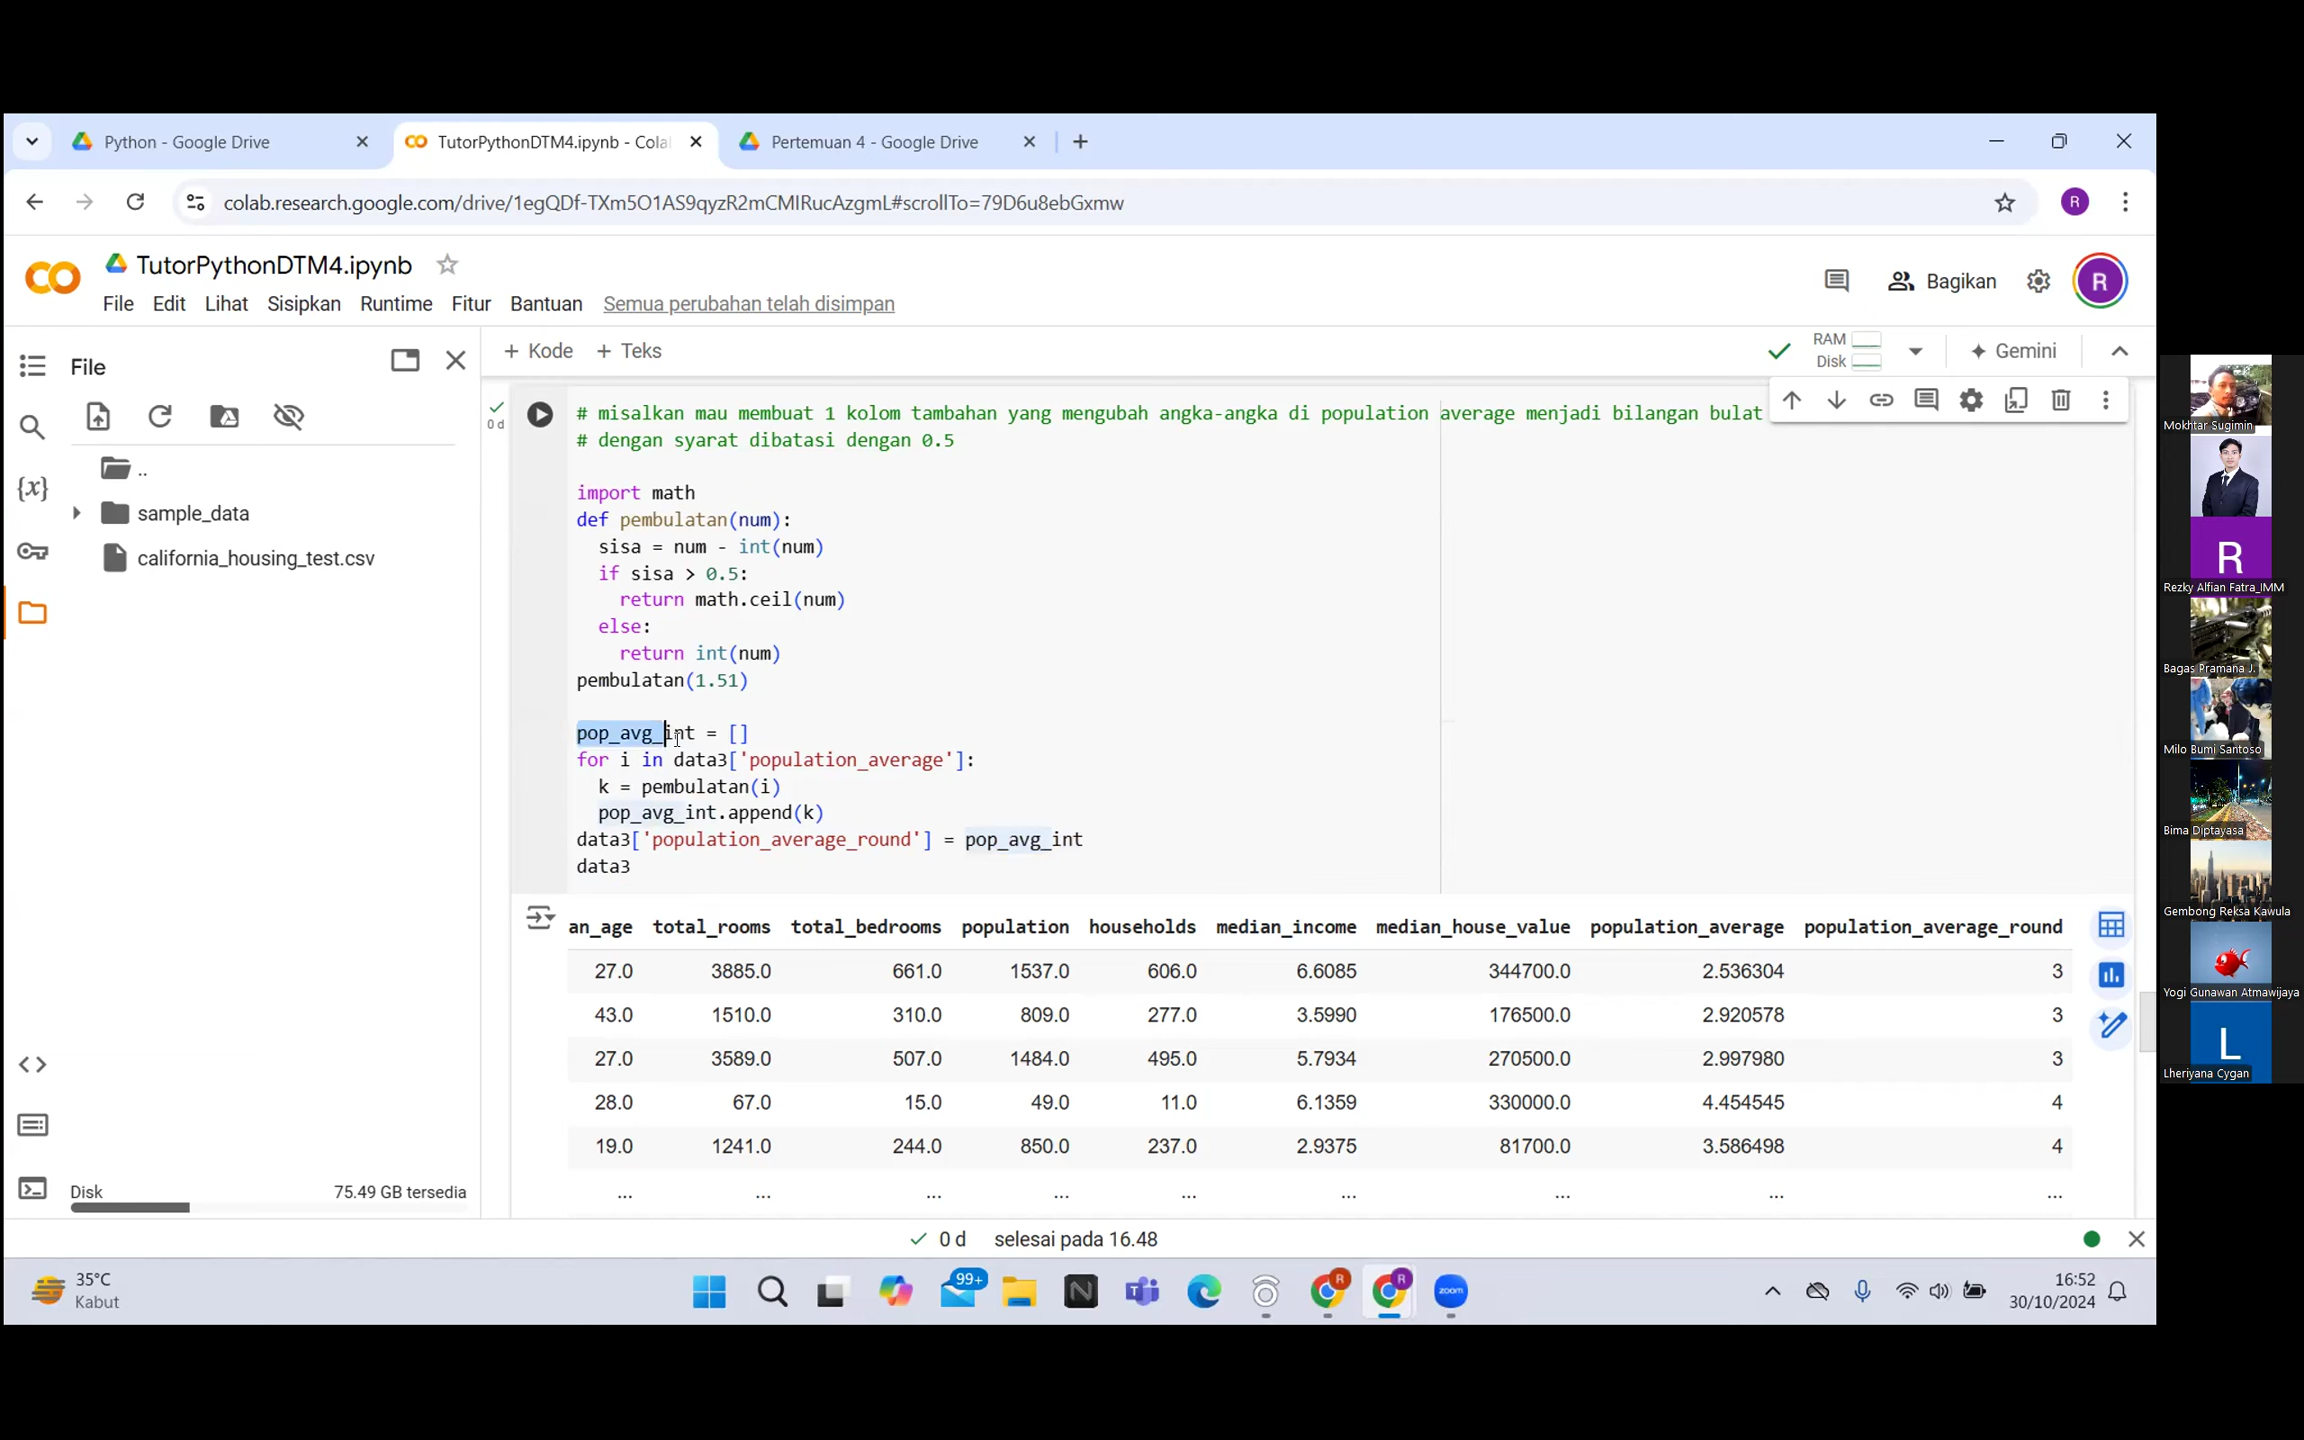 Python - Google Drive
TutorPythonDTM4.ipynb - Cola
Pertemuan 4 - Google Drive
colab.research.google.com/drive/1egQDf-TXm5O1AS9qyzR2mCMIRucAzgmL#scrollTo=79D6u8ebGxmw
R
TutorPythonDTM4.ipynb
File Edit Lihat Sisipkan Runtime Fitur Bantuan Semua perubahan telah disimpan
Bagikan
R
File
+ Kode + Teks
RAM
Disk
Gemini
..
sample_data
california_housing_test.csv
{x}
0 d
# misalkan mau membuat 1 kolom tambahan yang mengubah angka-angka di population average menjadi bilangan bulat
# dengan syarat dibatasi dengan 0.5
import math
def pembulatan(num):
sisa = num - int(num)
if sisa > 0.5:
return math.ceil(num)
else:
return int(num)
pembulatan(1.51)
pop_avg_int = []
for i in data3['population_average']:
k = pembulatan(i)
pop_avg_int.append(k)
data3['population_average_round'] = pop_avg_int
data3
an_age total_rooms total_bedrooms population households median_income median_house_value population_average population_average_round
27.0 3885.0 661.0 1537.0 606.0 6.6085 344700.0 2.536304 3
43.0 1510.0 310.0 809.0 277.0 3.5990 176500.0 2.920578 3
27.0 3589.0 507.0 1484.0 495.0 5.7934 270500.0 2.997980 3
28.0 67.0 15.0 49.0 11.0 6.1359 330000.0 4.454545 4
19.0 1241.0 244.0 850.0 237.0 2.9375 81700.0 3.586498 4
... ... ... ... ... ... ... ... ...
Disk 75.49 GB tersedia
0 d selesai pada 16.48
35°C
Kabut
99+
N
R
R
zoom
16:52
30/10/2024
Mokhtar Sugimin
R
Rezky Alfian Fatra_IMM
Bagas Pramana J.
Milo Bumi Santoso
Bima Diptayasa
Gembong Reksa Kawula
Yogi Gunawan Atmawijaya
L
Lheriyana Cygan